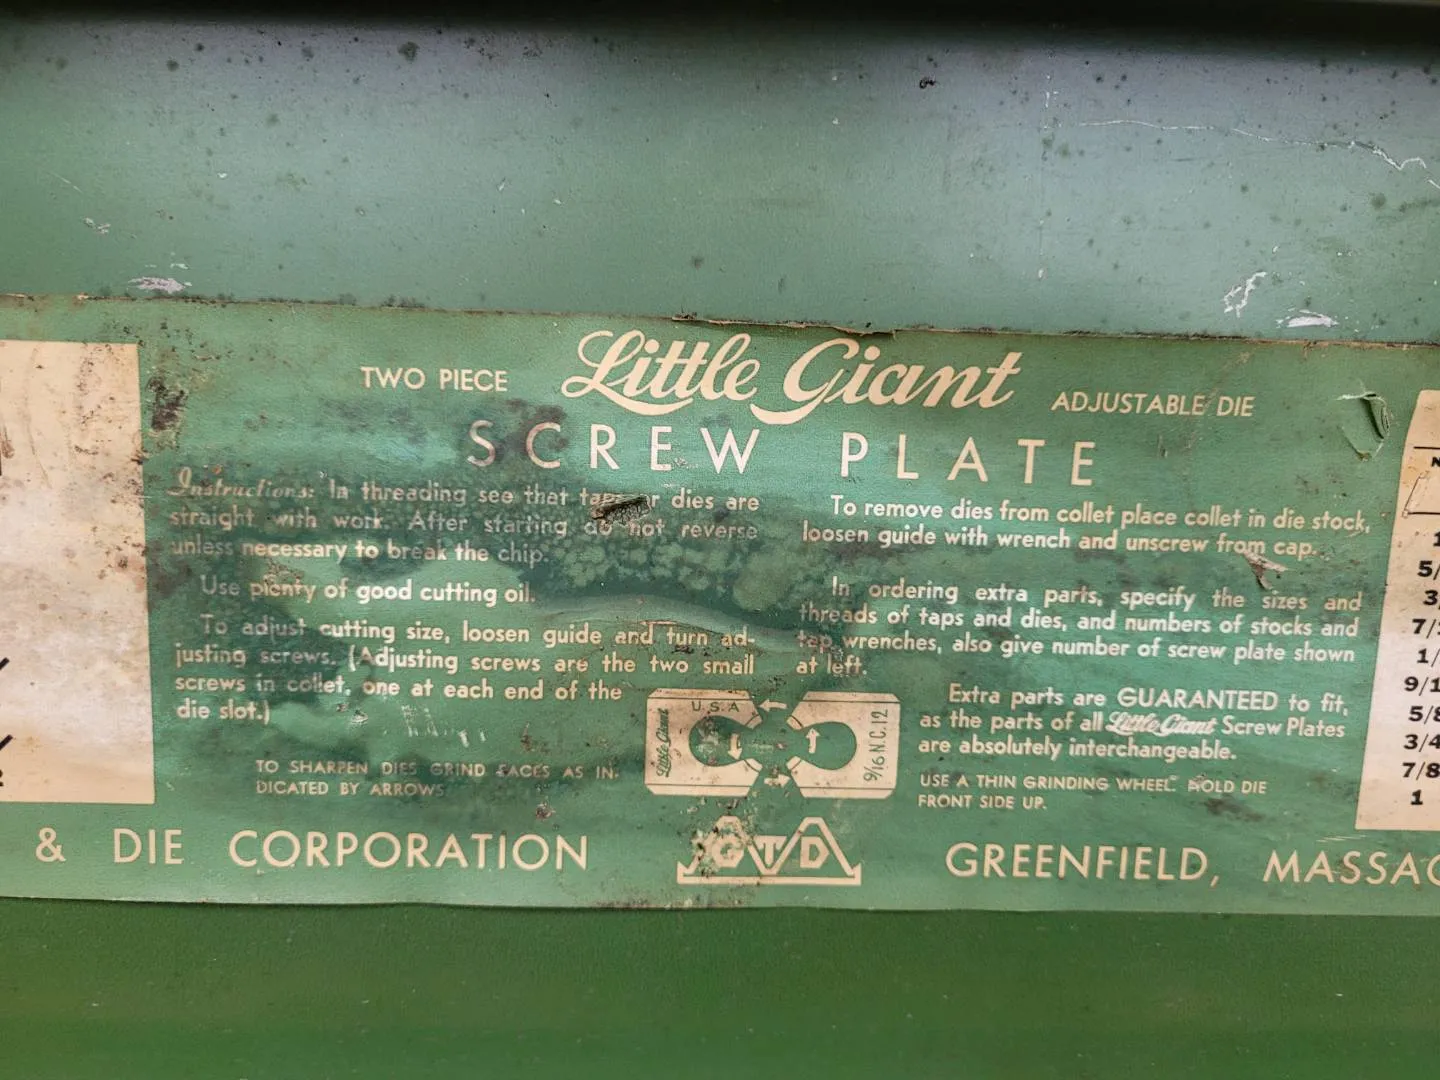 TWO PIECE Little Giant ADJUSTABLE DIE
SCREW PLATE
Instructions: In threading see that taps or dies are
straight with work. After starting do not reverse
unless necessary to break the chip.
Use plenty of good cutting oil.
To adjust cutting size, loosen guide and turn ad-
justing screws. (Adjusting screws are the two small
screws in collet, one at each end of the
die slot.)
TO SHARPEN DIES GRIND FACES AS IN-
DICATED BY ARROWS
To remove dies from collet place collet in die stock,
loosen guide with wrench and unscrew from cap.
In ordering extra parts, specify the sizes and
threads of taps and dies, and numbers of stocks and
tap wrenches, also give number of screw plate shown
at left.
Extra parts are GUARANTEED to fit,
as the parts of all Little Giant Screw Plates
are absolutely interchangeable.
USE A THIN GRINDING WHEEL HOLD DIE
FRONT SIDE UP.
Little Giant
U.S.A
9/16 N.C.12
& DIE CORPORATION GTD GREENFIELD, MASSAC
N
1
5/
3/
7/
1/
9/1
5/8
3/4
7/8
1